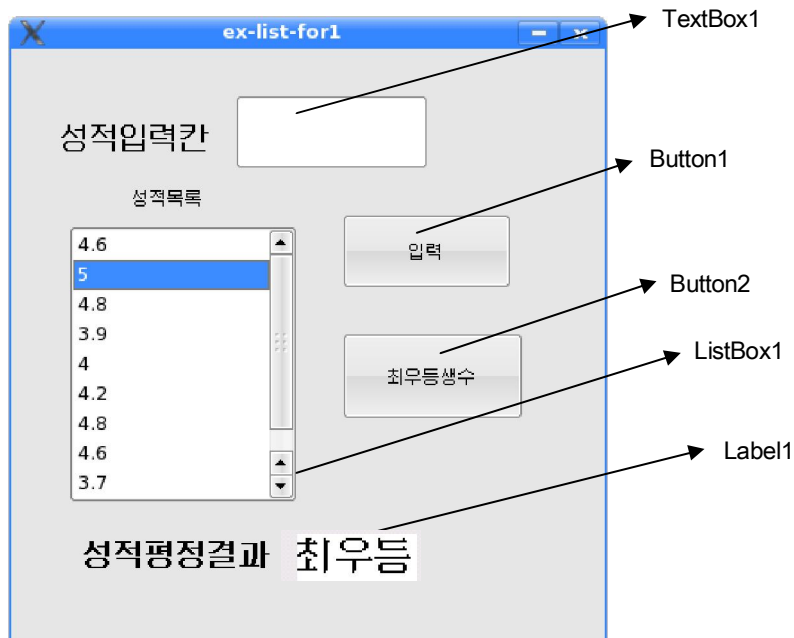 ex-list-for1
TextBox1
성적입력칸
Button1
성적목록
4.6
5
4.8
3.9
4
4.2
4.8
4.6
3.7
입력
Button2
최우등생수
ListBox1
Label1
성적평정결과 최우등